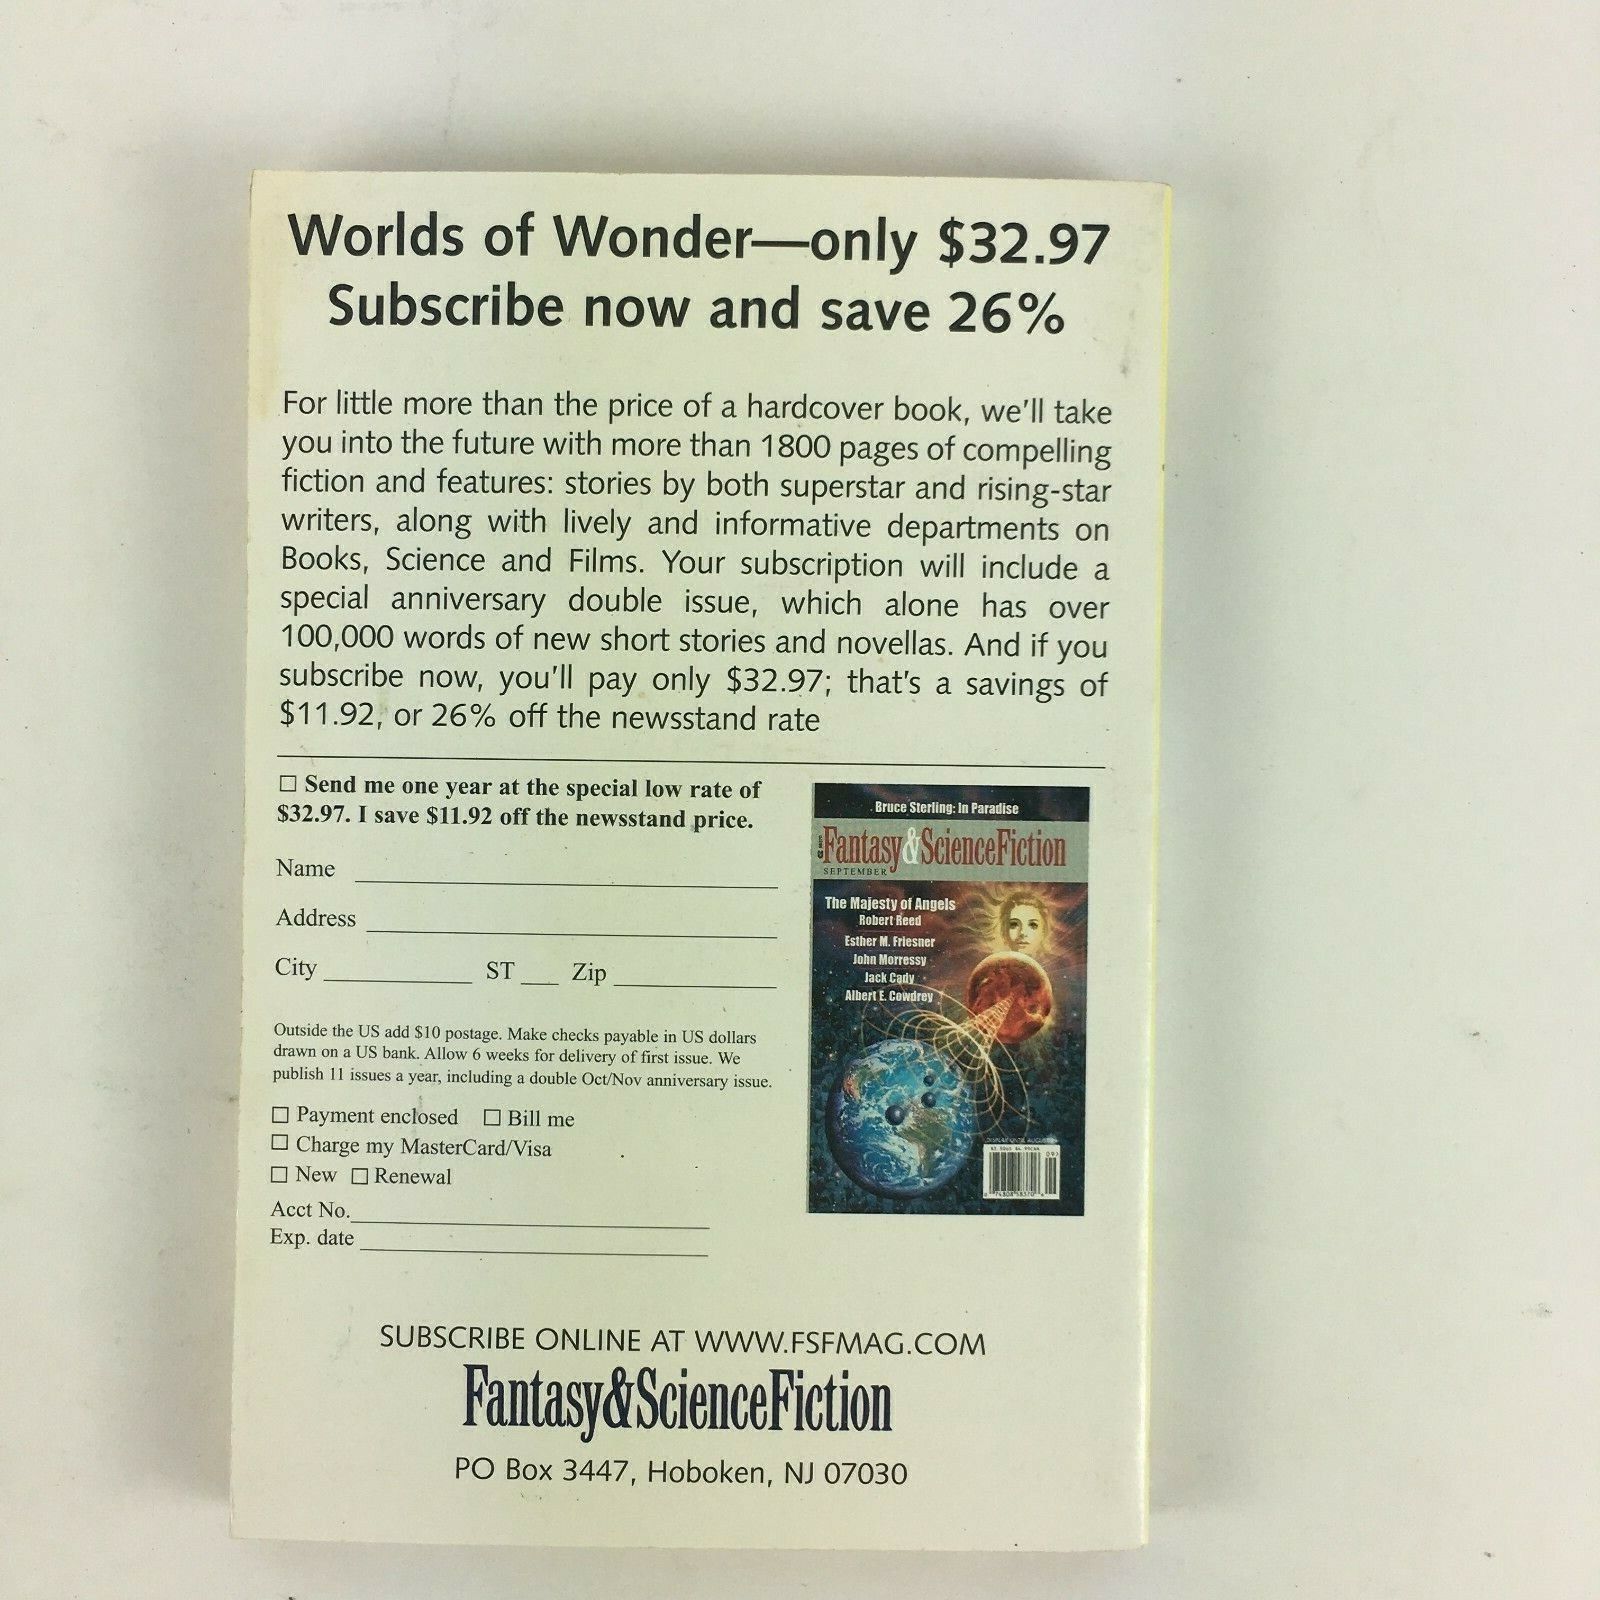 Worlds of Wonder—only $32.97
Subscribe now and save 26%
For little more than the price of a hardcover book, we'll take
you into the future with more than 1800 pages of compelling
fiction and features: stories by both superstar and rising-star
writers, along with lively and informative departments on
Books, Science and Films. Your subscription will include a
special anniversary double issue, which alone has over
100,000 words of new short stories and novellas. And if you
subscribe now, you'll pay only $32.97; that's a savings of
$11.92, or 26% off the newsstand rate
☐ Send me one year at the special low rate of
$32.97. I save $11.92 off the newsstand price.
Name
Address
City ST Zip
Outside the US add $10 postage. Make checks payable in US dollars
drawn on a US bank. Allow 6 weeks for delivery of first issue. We
publish 11 issues a year, including a double Oct/Nov anniversary issue.
☐ Payment enclosed ☐ Bill me
☐ Charge my MasterCard/Visa
☐ New ☐ Renewal
Acct No.
Exp. date
Bruce Sterling: In Paradise
Fantasy&ScienceFiction
SEPTEMBER
The Majesty of Angels
Robert Reed
Esther M. Friesner
John Morressy
Jack Cady
Albert E. Cowdrey
09
SUBSCRIBE ONLINE AT WWW.FSFMAG.COM
Fantasy&ScienceFiction
PO Box 3447, Hoboken, NJ 07030